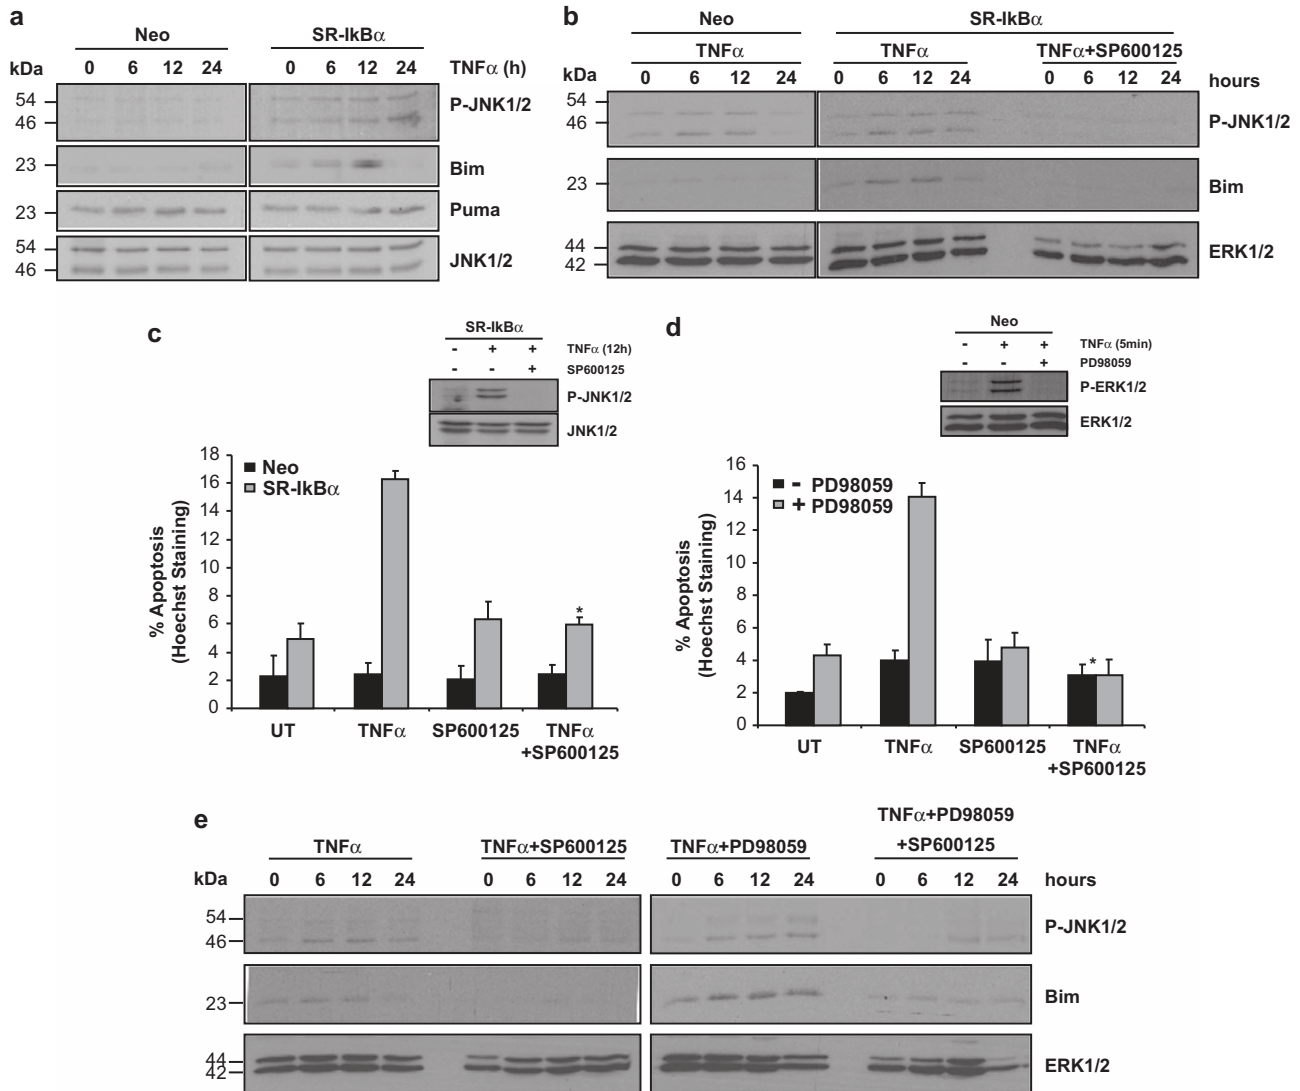 a
Neo SR-IkBα
kDa 0 6 12 24 0 6 12 24 TNFα (h)
54
46
P-JNK1/2
23
Bim
23
Puma
54
46
JNK1/2
b
Neo SR-IkBα
TNFα TNFα TNFα+SP600125
kDa 0 6 12 24 0 6 12 24 0 6 12 24 hours
54
46
P-JNK1/2
23
Bim
44
42
ERK1/2
c
SR-IkBα
- + + TNFα (12h)
- - + SP600125
P-JNK1/2
JNK1/2
18
16
14
12
10
8
6
4
2
0
% Apoptosis
(Hoechst Staining)
Neo
SR-IkBα
*
UT TNFα SP600125 TNFα
+SP600125
d
Neo
- + + TNFα (5min)
- - + PD98059
P-ERK1/2
ERK1/2
16
14
12
10
8
6
4
2
0
% Apoptosis
(Hoechst Staining)
- PD98059
+ PD98059
*
UT TNFα SP600125 TNFα
+SP600125
e
TNFα TNFα+SP600125 TNFα+PD98059 TNFα+PD98059
+SP600125
kDa 0 6 12 24 0 6 12 24 0 6 12 24 0 6 12 24 hours
54
46
P-JNK1/2
23
Bim
44
42
ERK1/2